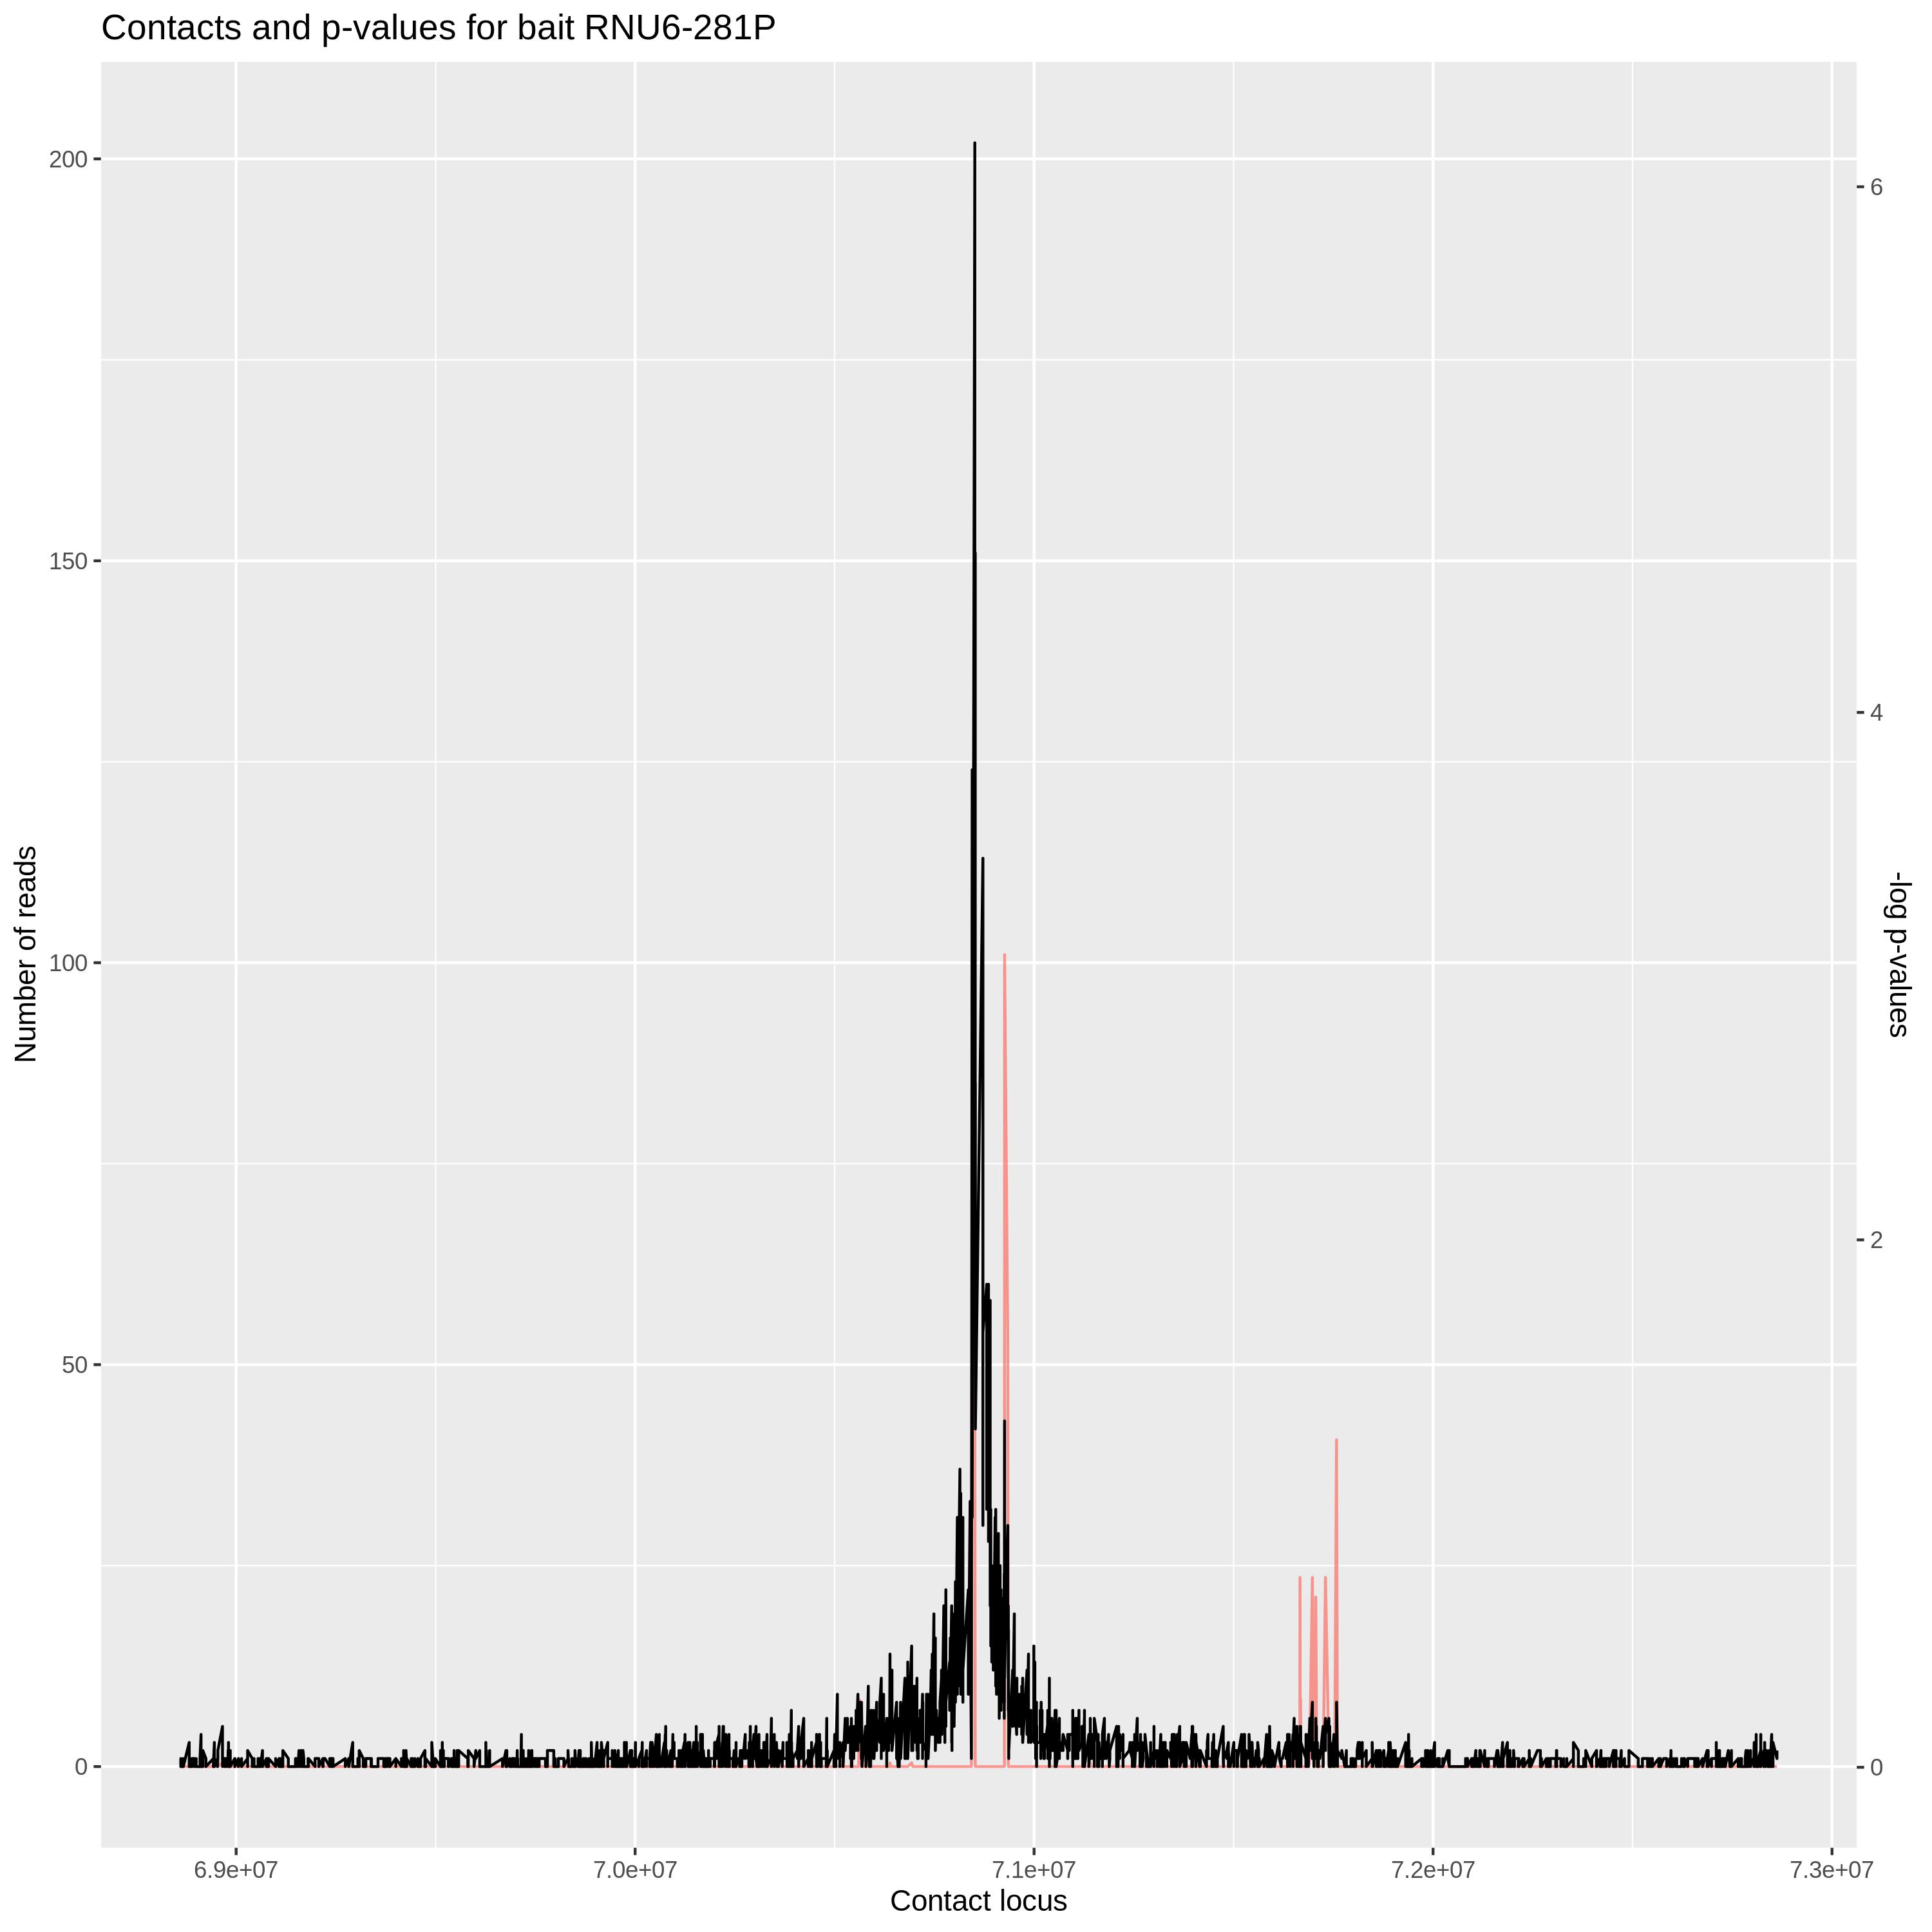 Contacts and p-values for bait RNU6-281P
200
150
100
50
0
Number of reads
6
4
2
0
-log p-values
6.9e+07 7.0e+07 7.1e+07 7.2e+07 7.3e+07
Contact locus